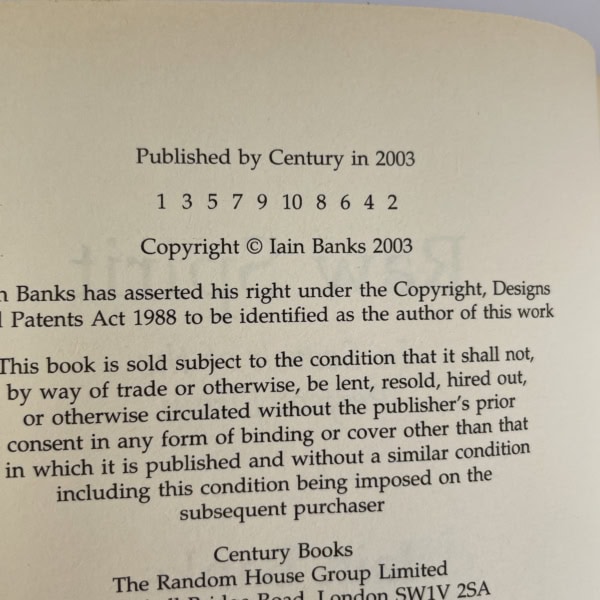 Published by Century in 2003
1 3 5 7 9 10 8 6 4 2
Copyright © Iain Banks 2003
Banks has asserted his right under the Copyright, Designs
Patents Act 1988 to be identified as the author of this work
This book is sold subject to the condition that it shall not,
by way of trade or otherwise, be lent, resold, hired out,
or otherwise circulated without the publisher's prior
consent in any form of binding or cover other than that
in which it is published and without a similar condition
including this condition being imposed on the
subsequent purchaser
Century Books
The Random House Group Limited
Road, London SW1V 2SA